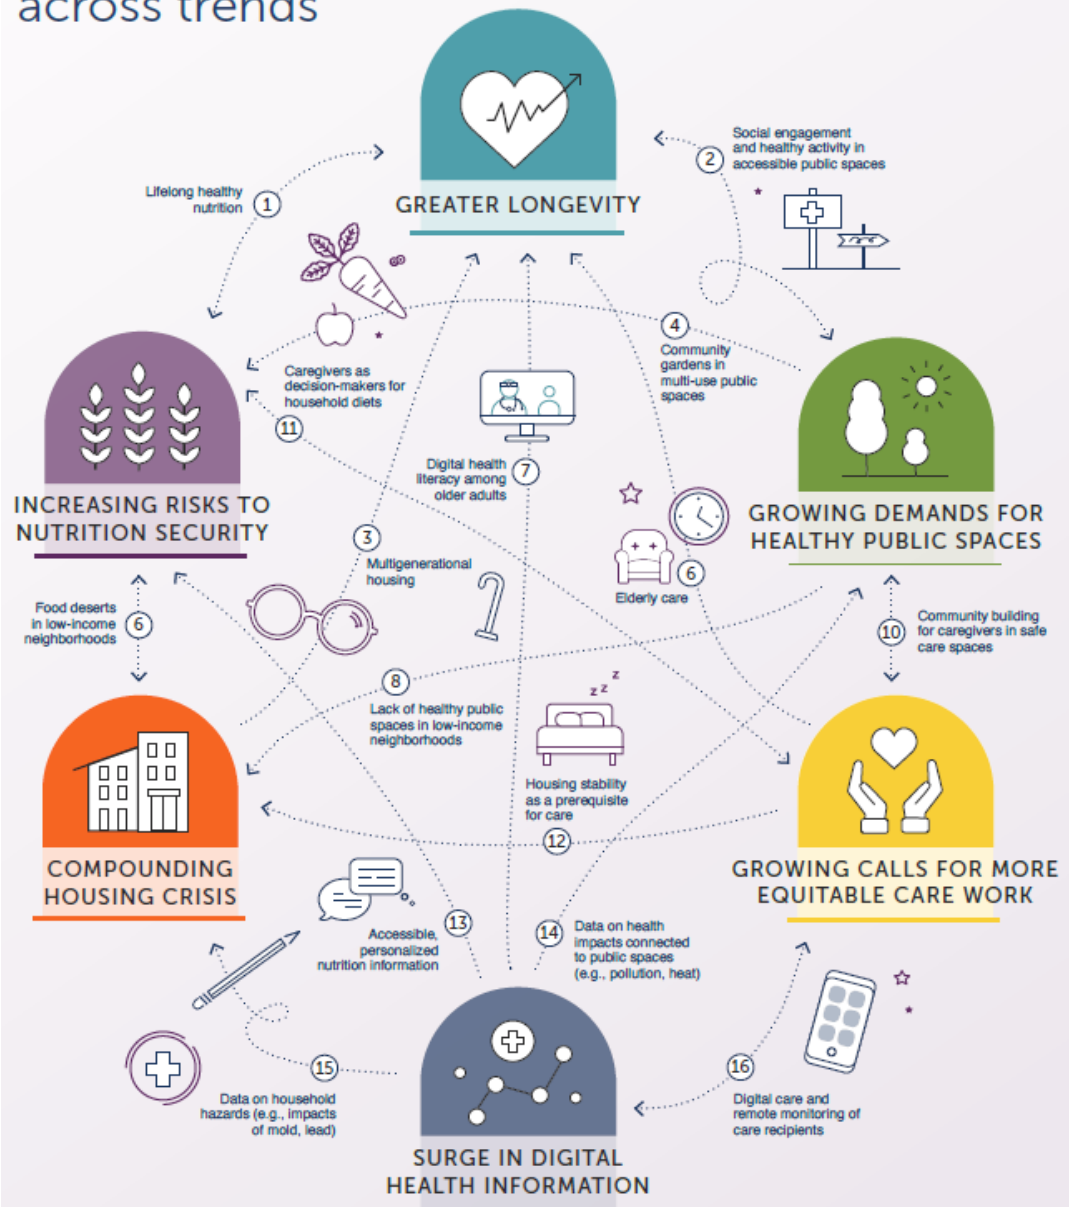 across trends
GREATER LONGEVITY
Lifelong healthy
nutrition
1
2
Social engagement
and healthy activity in
accessible public spaces
4
Community
gardens in
multi-use public
spaces
Caregivers as
decision-makers for
household diets
11
INCREASING RISKS TO
NUTRITION SECURITY
Digital health
literacy among
older adults
7
GROWING DEMANDS FOR
HEALTHY PUBLIC SPACES
3
Multigenerational
housing
6
Elderly care
Food deserts
in low-income
neighborhoods
6
10
Community building
for caregivers in safe
care spaces
8
Lack of healthy public
spaces in low-income
neighborhoods
z z z
Housing stability
as a prerequisite
for care
12
COMPOUNDING
HOUSING CRISIS
GROWING CALLS FOR MORE
EQUITABLE CARE WORK
13
Accessible,
personalized
nutrition information
14
Data on health
impacts connected
to public spaces
(e.g., pollution, heat)
15
Data on household
hazards (e.g., impacts
of mold, lead)
16
Digital care and
remote monitoring of
care recipients
SURGE IN DIGITAL
HEALTH INFORMATION